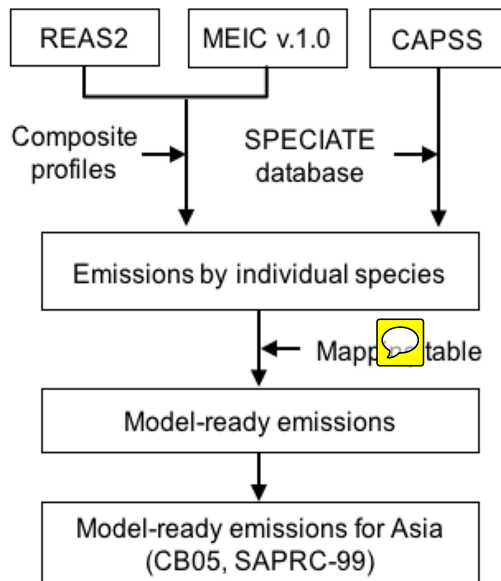 REAS2 MEIC v.1.0 CAPSS
Composite
profiles
SPECIATE
database
Emissions by individual species
Mapping table
Model-ready emissions
Model-ready emissions for Asia
(CB05, SAPRC-99)